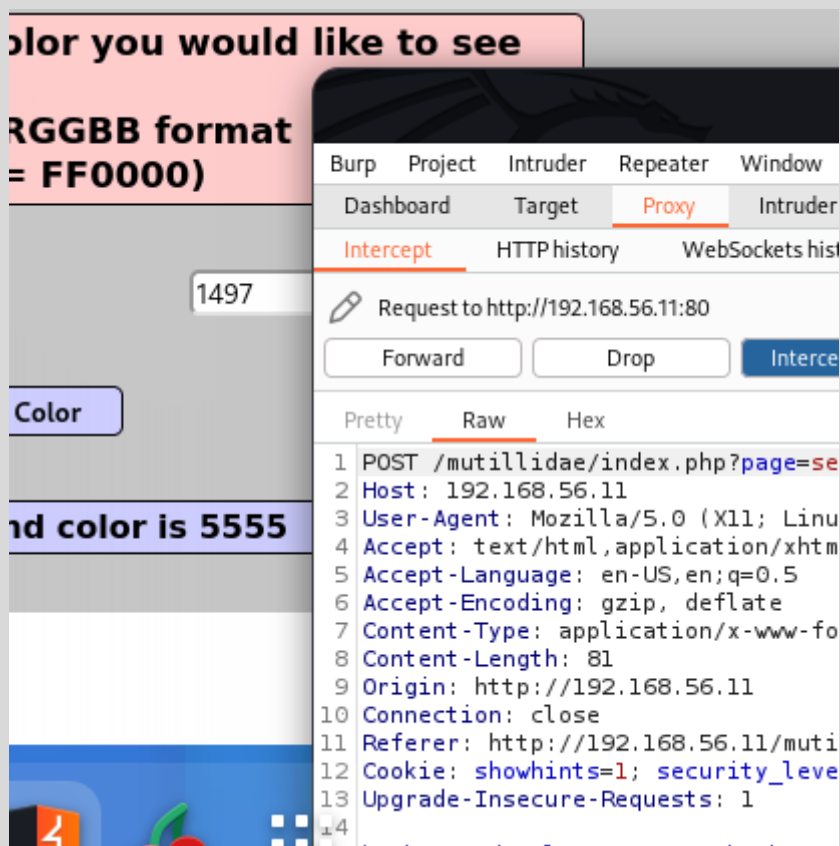 olor you would like to see
RGGBB format
= FF0000)
1497
Color
nd color is 5555
Burp Project Intruder Repeater Window
Dashboard Target Proxy Intruder
Intercept HTTP history WebSockets hist
Request to http://192.168.56.11:80
Forward Drop Interce
Pretty Raw Hex
1 POST /mutillidae/index.php?page=se
2 Host: 192.168.56.11
3 User-Agent: Mozilla/5.0 (X11; Linu
4 Accept: text/html,application/xhtm
5 Accept-Language: en-US,en;q=0.5
6 Accept-Encoding: gzip, deflate
7 Content-Type: application/x-www-fo
8 Content-Length: 81
9 Origin: http://192.168.56.11
10 Connection: close
11 Referer: http://192.168.56.11/muti
12 Cookie: showhints=1; security_leve
13 Upgrade-Insecure-Requests: 1
14